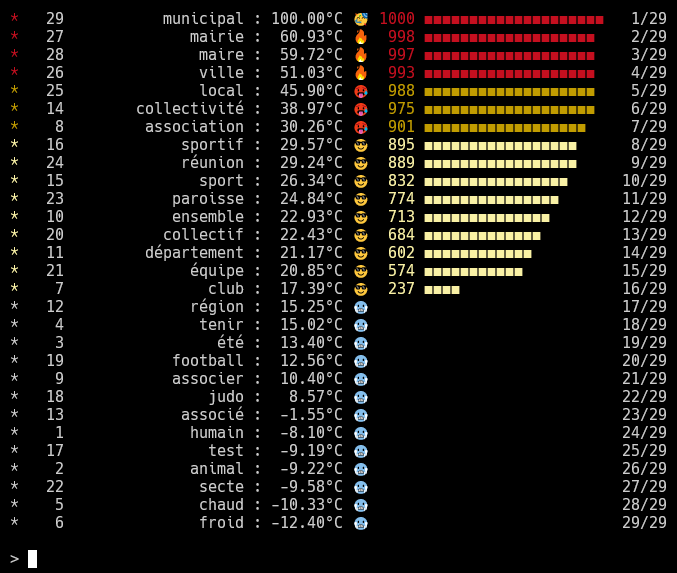 * 29 municipal : 100.00°C 🥳 1000 ■■■■■■■■■■■■■■■■■■■■ 1/29
* 27 mairie : 60.93°C 🔥 998 ■■■■■■■■■■■■■■■■■■■ 2/29
* 28 maire : 59.72°C 🔥 997 ■■■■■■■■■■■■■■■■■■■ 3/29
* 26 ville : 51.03°C 🔥 993 ■■■■■■■■■■■■■■■■■■■ 4/29
* 25 local : 45.90°C 🥵 988 ■■■■■■■■■■■■■■■■■■■ 5/29
* 14 collectivité : 38.97°C 🥵 975 ■■■■■■■■■■■■■■■■■■■ 6/29
* 8 association : 30.26°C 🥵 901 ■■■■■■■■■■■■■■■■■■ 7/29
* 16 sportif : 29.57°C 😎 895 ■■■■■■■■■■■■■■■■■ 8/29
* 24 réunion : 29.24°C 😎 889 ■■■■■■■■■■■■■■■■■ 9/29
* 15 sport : 26.34°C 😎 832 ■■■■■■■■■■■■■■■■ 10/29
* 23 paroisse : 24.84°C 😎 774 ■■■■■■■■■■■■■■■ 11/29
* 10 ensemble : 22.93°C 😎 713 ■■■■■■■■■■■■■■ 12/29
* 20 collectif : 22.43°C 😎 684 ■■■■■■■■■■■■■ 13/29
* 11 département : 21.17°C 😎 602 ■■■■■■■■■■■■ 14/29
* 21 équipe : 20.85°C 😎 574 ■■■■■■■■■■■ 15/29
* 7 club : 17.39°C 😎 237 ■■■■ 16/29
* 12 région : 15.25°C 🥶 17/29
* 4 tenir : 15.02°C 🥶 18/29
* 3 été : 13.40°C 🥶 19/29
* 19 football : 12.56°C 🥶 20/29
* 9 associer : 10.40°C 🥶 21/29
* 18 judo : 8.57°C 🥶 22/29
* 13 associé : -1.55°C 🥶 23/29
* 1 humain : -8.10°C 🥶 24/29
* 17 test : -9.19°C 🥶 25/29
* 2 animal : -9.22°C 🥶 26/29
* 22 secte : -9.58°C 🥶 27/29
* 5 chaud : -10.33°C 🥶 28/29
* 6 froid : -12.40°C 🥶 29/29
>